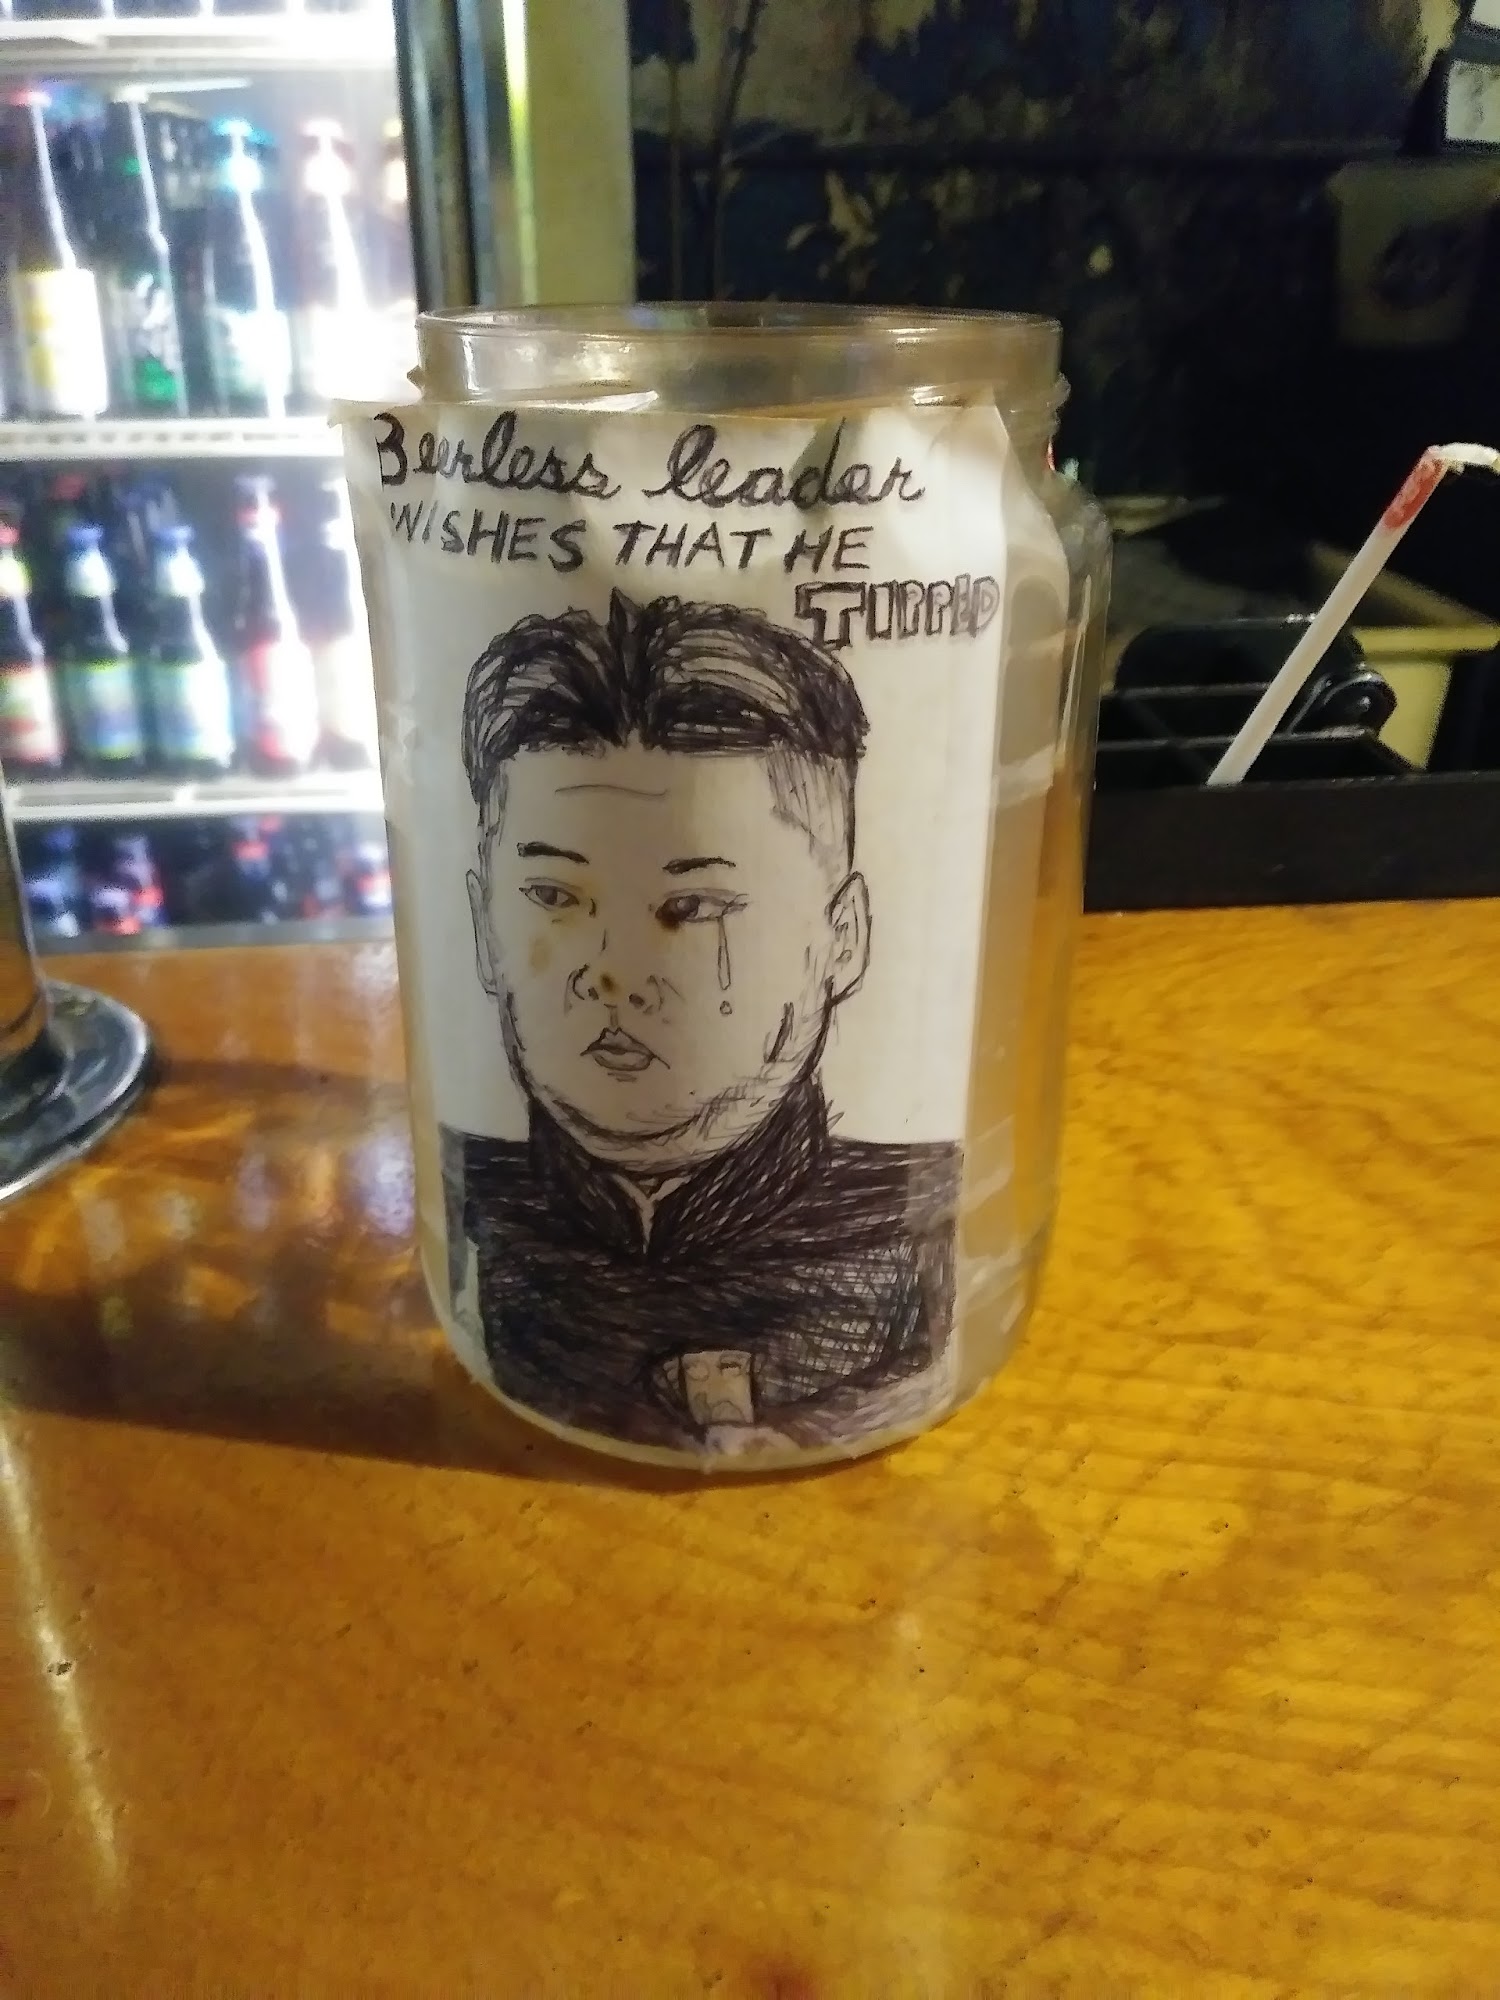 Beerless leader
WISHES THAT HE
TIPPED